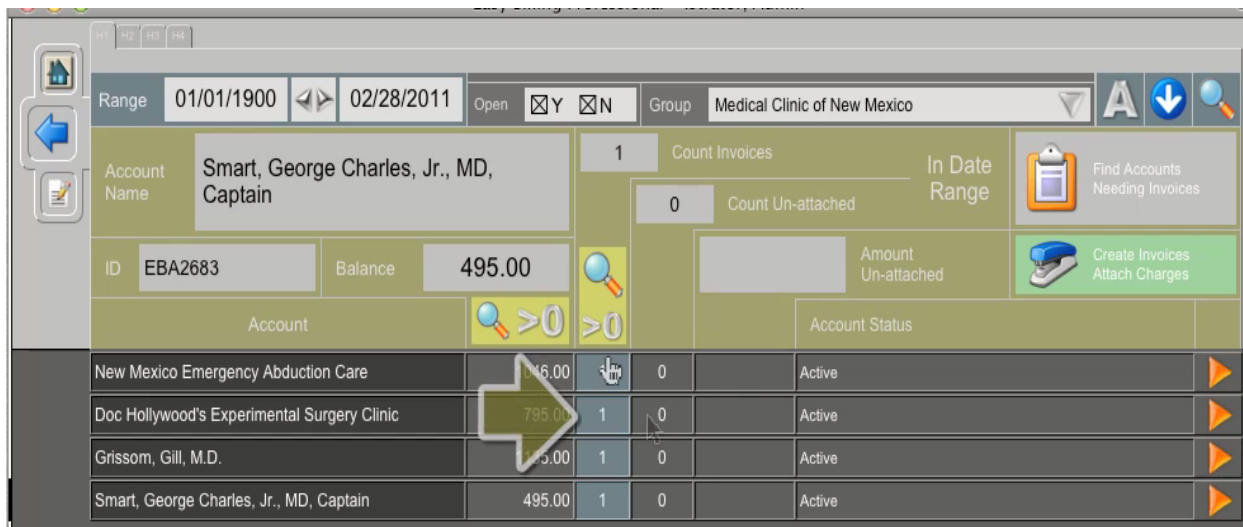 H1 H2 H3 H4
Range 01/01/1900 02/28/2011 Open Y N Group Medical Clinic of New Mexico A
Account Name
Smart, George Charles, Jr., MD,
Captain
1 Count Invoices
0 Count Un-attached
In Date
Range
Find Accounts
Needing Invoices
ID EBA2683 Balance 495.00
Amount
Un-attached
Create Invoices
Attach Charges
Account >0 >0 Account Status
New Mexico Emergency Abduction Care 0 Active
Doc Hollywood's Experimental Surgery Clinic 795.00 1 0 Active
Grissom, Gill, M.D. 1 0 Active
Smart, George Charles, Jr., MD, Captain 495.00 1 0 Active